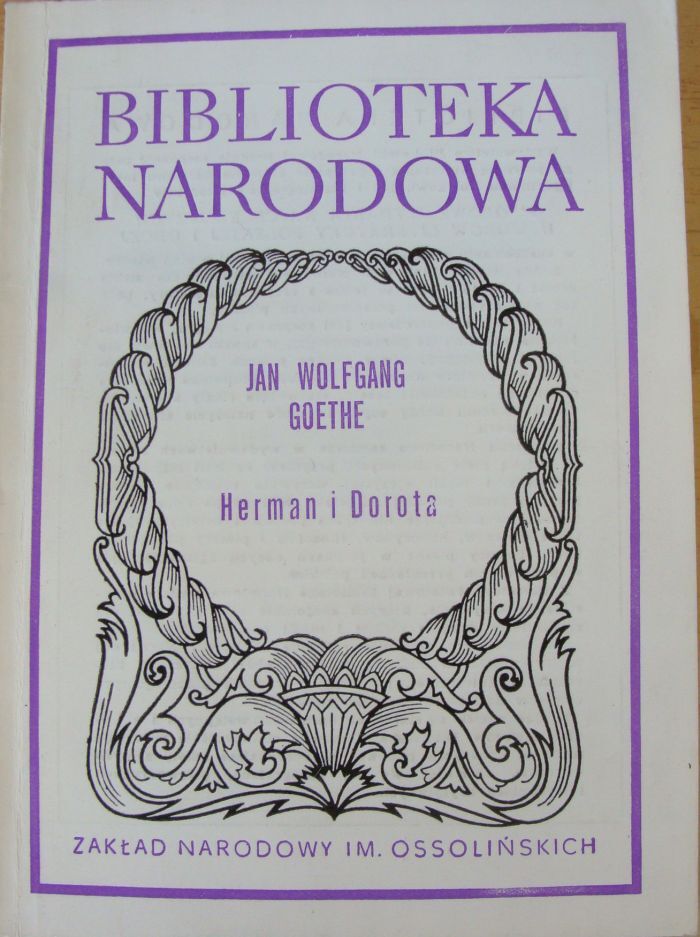 BIBLIOTEKA
NARODOWA
JAN WOLFGANG
GOETHE
Herman i Dorota
ZAKŁAD NARODOWY IM. OSSOLIŃSKICH